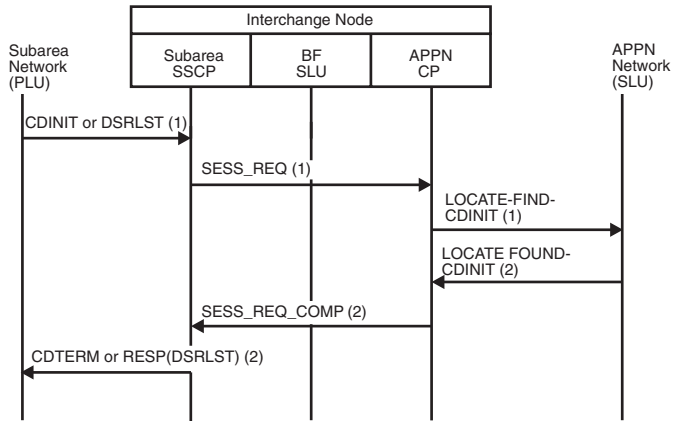 Interchange Node
Subarea
Network
(PLU)
Subarea
SSCP
BF
SLU
APPN
CP
APPN
Network
(SLU)
CDINIT or DSRLST (1)
SESS_REQ (1)
LOCATE-FIND-
CDINIT (1)
LOCATE FOUND-
CDINIT (2)
SESS_REQ_COMP (2)
CDTERM or RESP(DSRLST) (2)